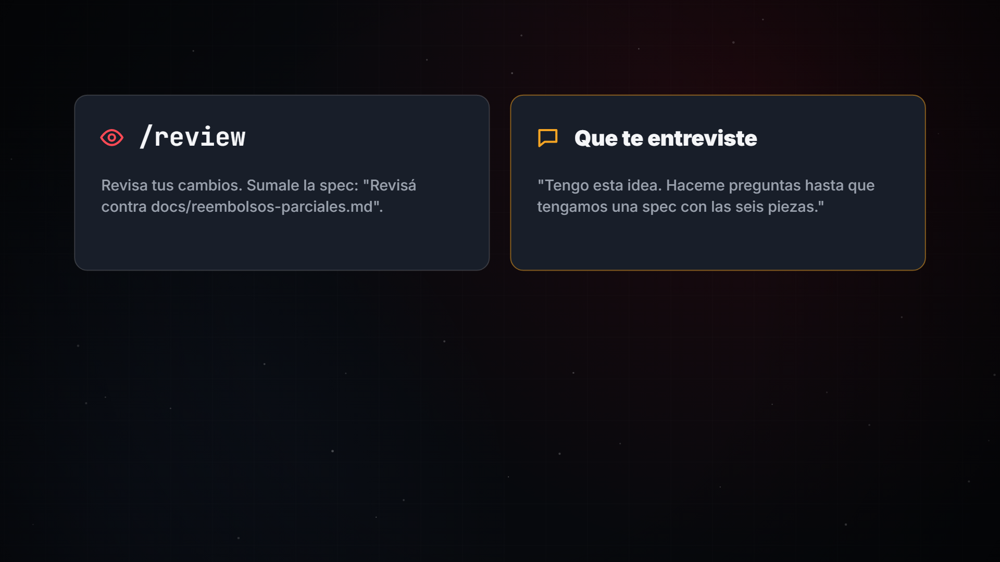 /review
Revisa tus cambios. Sumale la spec: "Revisá
contra docs/reembolsos-parciales.md".
Que te entreviste
"Tengo esta idea. Haceme preguntas hasta que
tengamos una spec con las seis piezas."